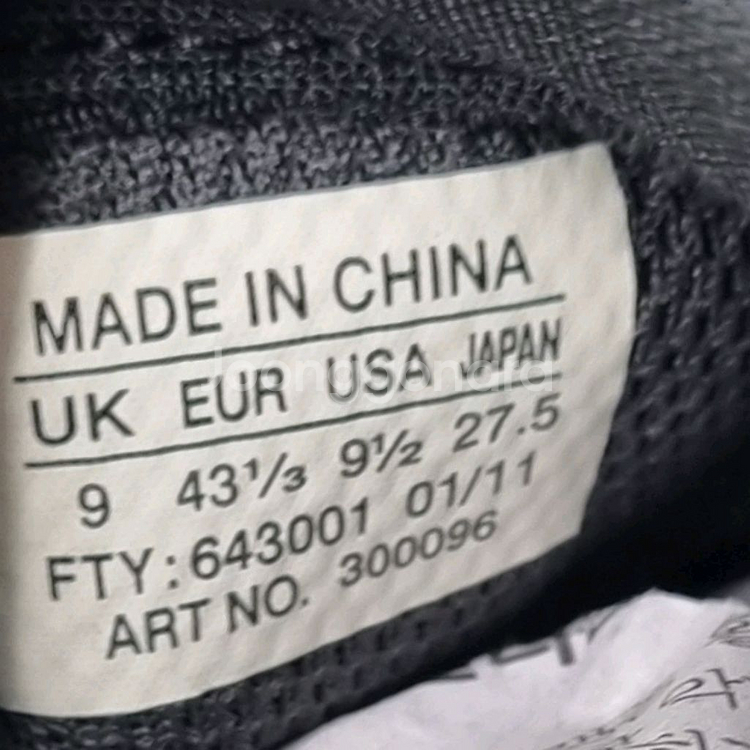 MADE IN CHINA
UK EUR USA JAPAN
9 43¹/₃ 9½ 27.5
FTY:643001 01/11
ART NO. 300096